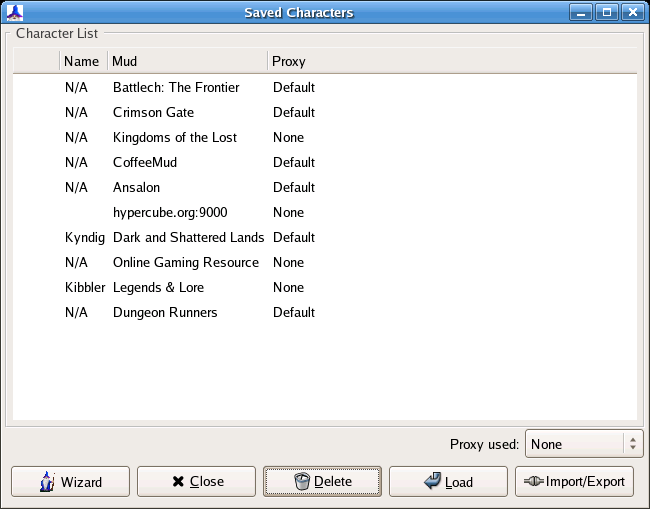 Saved Characters
Character List
Name Mud Proxy
N/A Battlech: The Frontier Default
N/A Crimson Gate Default
N/A Kingdoms of the Lost None
N/A CoffeeMud Default
N/A Ansalon Default
hypercube.org:9000 None
Kyndig Dark and Shattered Lands Default
N/A Online Gaming Resource None
Kibbler Legends & Lore None
N/A Dungeon Runners Default
Proxy used: None
Wizard Close Delete Load Import/Export